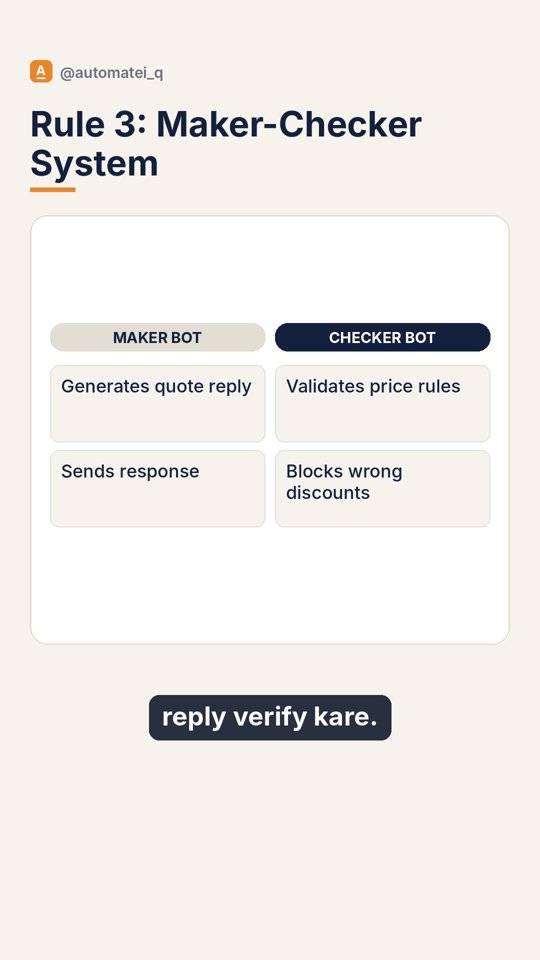 A
@automatei_q
Rule 3: Maker-Checker
System
MAKER BOT
CHECKER BOT
Generates quote reply
Validates price rules
Sends response
Blocks wrong
discounts
reply verify kare.